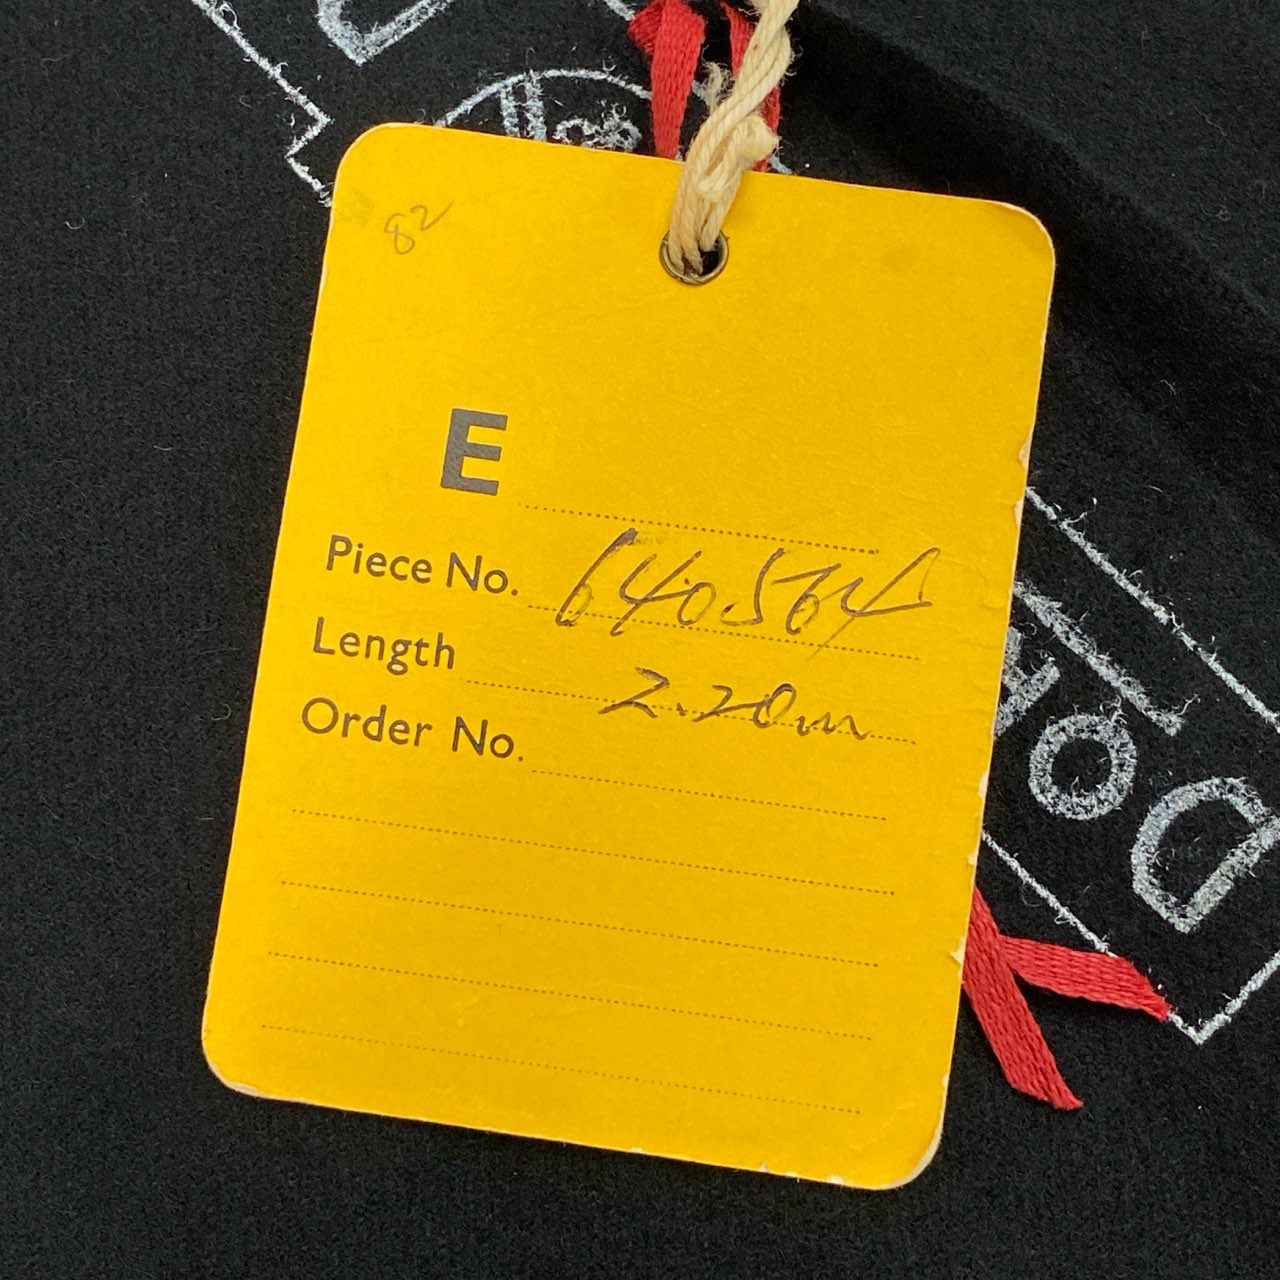 82
E
Piece No. 640564
Length 2.20m
Order No.